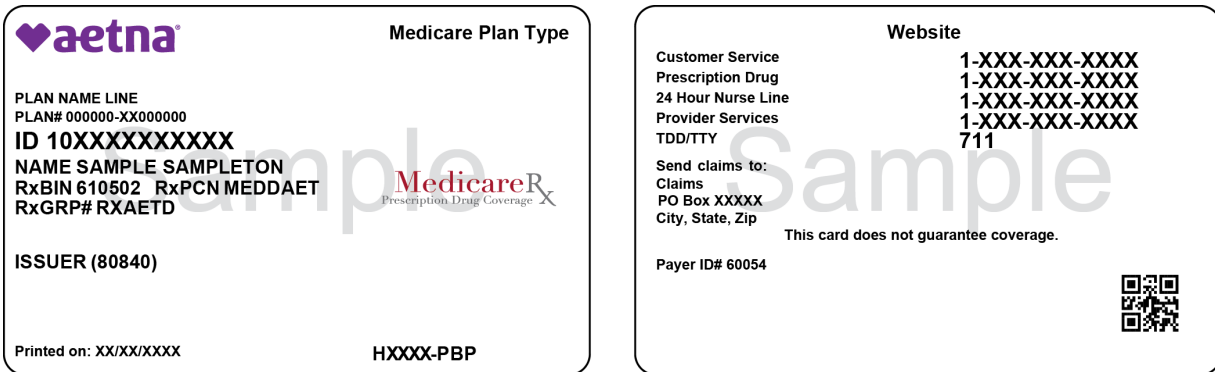 aetna®
Medicare Plan Type
PLAN NAME LINE
PLAN# 000000-XX000000
ID 10XXXXXXXXXX
NAME SAMPLE SAMPLETON
RxBIN 610502 RxPCN MEDDAET
RxGRP# RXAETD
MedicareRx
Prescription Drug Coverage
ISSUER (80840)
Printed on: XX/XX/XXXX
HXXXX-PBP
Sample
Website
Customer Service 1-XXX-XXX-XXXX
Prescription Drug 1-XXX-XXX-XXXX
24 Hour Nurse Line 1-XXX-XXX-XXXX
Provider Services 1-XXX-XXX-XXXX
TDD/TTY 711
Send claims to:
Claims
PO Box XXXXX
City, State, Zip
This card does not guarantee coverage.
Payer ID# 60054
Sample